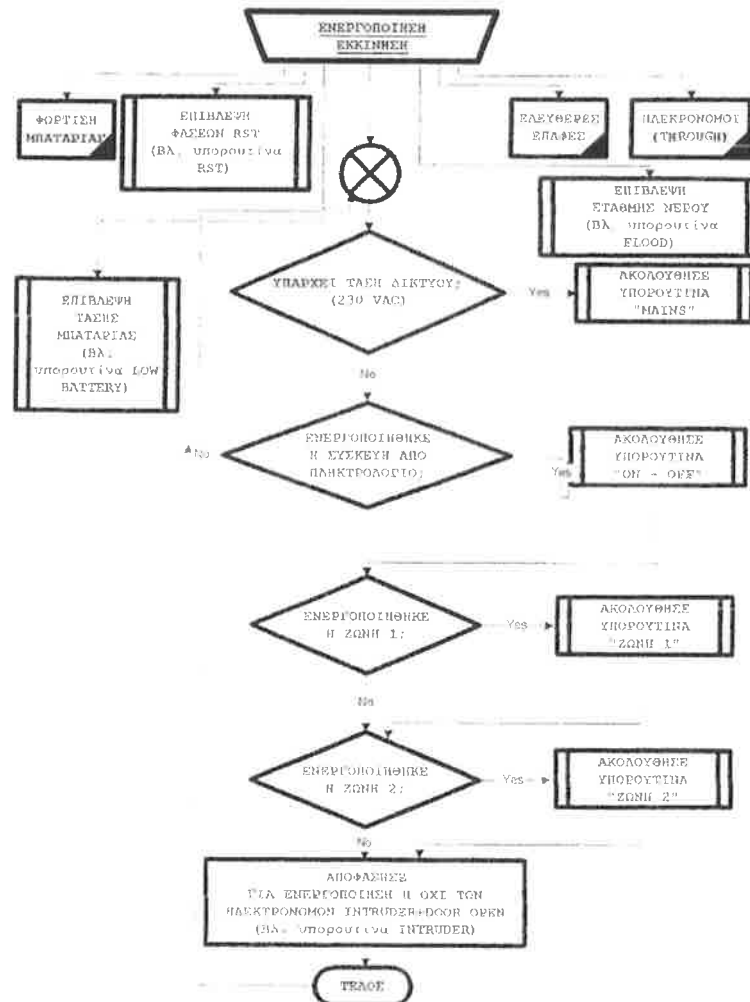 ΕΝΕΡΓΟΠΟΙΗΣΗ
ΕΚΚΙΝΗΣΗ
ΦΟΡΤΙΣΗ
ΜΠΑΤΑΡΙΑΣ
ΕΠΙΒΛΕΨΗ
ΦΑΣΕΩΝ RST
(Βλ. υπορουτίνα
RST)
ΕΛΕΥΘΕΡΕΣ
ΕΠΑΦΕΣ
ΗΛΕΚΡΟΝΟΜΟΙ
(THROUGH)
ΕΠΙΒΛΕΨΗ
ΣΤΑΘΜΗΣ ΝΕΡΟΥ
(Βλ. υπορουτίνα
FLOOD)
ΥΠΑΡΧΕΙ ΤΑΣΗ ΔΙΚΤΥΟΥ;
(230 VAC)
Yes
ΑΚΟΛΟΥΘΗΣΕ
ΥΠΟΡΟΥΤΙΝΑ
"MAINS"
ΕΠΙΒΛΕΨΗ
ΤΑΣΗΣ
ΜΠΑΤΑΡΙΑΣ
(Βλ.
υπορουτίνα LOW
BATTERY)
No
No
ΕΝΕΡΓΟΠΟΙΗΘΗΚΕ
Η ΣΥΣΚΕΥΗ ΑΠΟ
ΠΛΗΚΤΡΟΛΟΓΙΟ;
Yes
ΑΚΟΛΟΥΘΗΣΕ
ΥΠΟΡΟΥΤΙΝΑ
"ON - OFF"
ΕΝΕΡΓΟΠΟΙΗΘΗΚΕ
Η ΖΩΝΗ 1;
Yes
ΑΚΟΛΟΥΘΗΣΕ
ΥΠΟΡΟΥΤΙΝΑ
"ΖΩΝΗ 1"
No
ΕΝΕΡΓΟΠΟΙΗΘΗΚΕ
Η ΖΩΝΗ 2;
Yes
ΑΚΟΛΟΥΘΗΣΕ
ΥΠΟΡΟΥΤΙΝΑ
"ΖΩΝΗ 2"
No
ΑΠΟΦΑΣΗΣΕ
ΓΙΑ ΕΝΕΡΓΟΠΟΙΗΣΗ Η ΟΧΙ ΤΩΝ
ΗΛΕΚΤΡΟΝΟΜΩΝ INTRUDER+DOOR OPEN
(Βλ. υπορουτίνα INTRUDER)
ΤΕΛΟΣ